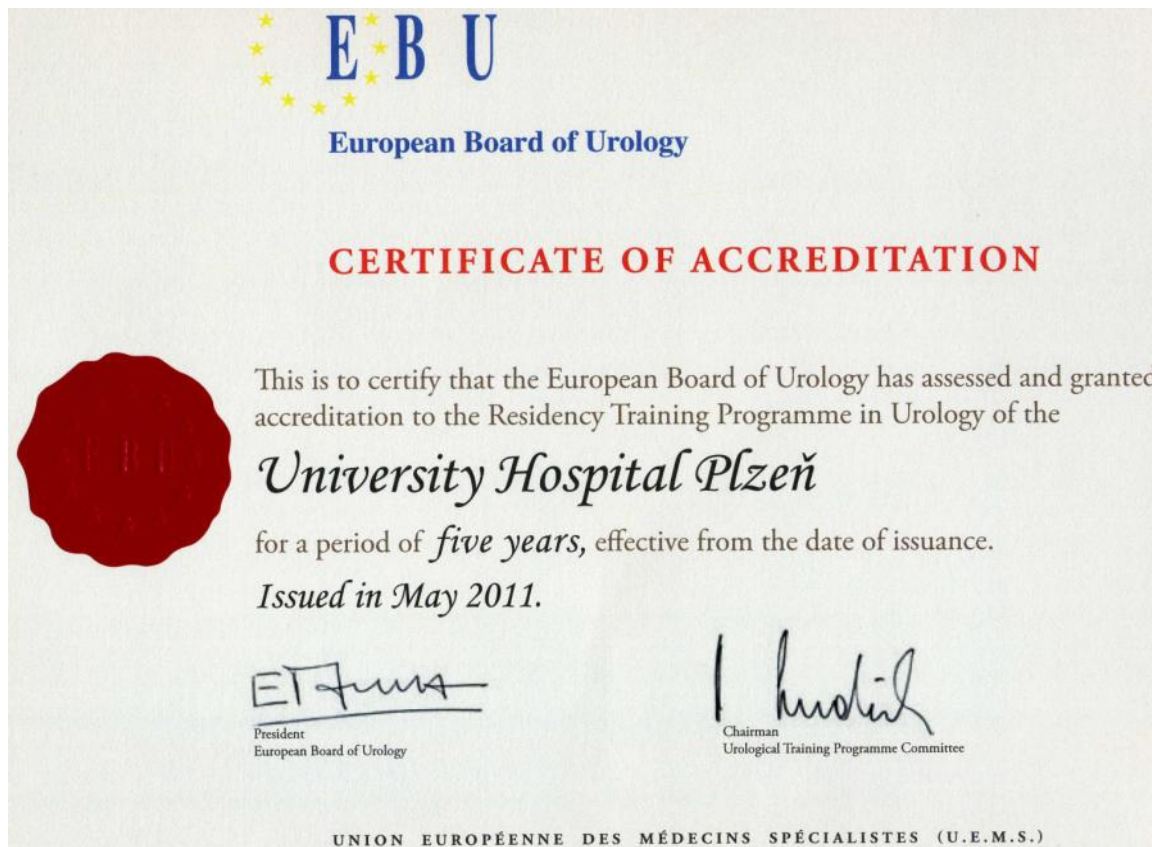 EBU
European Board of Urology
CERTIFICATE OF ACCREDITATION
This is to certify that the European Board of Urology has assessed and granted
accreditation to the Residency Training Programme in Urology of the
University Hospital Plzeň
for a period of five years, effective from the date of issuance.
Issued in May 2011.
President
European Board of Urology
Chairman
Urological Training Programme Committee
UNION EUROPÉENNE DES MÉDECINS SPÉCIALISTES (U.E.M.S.)